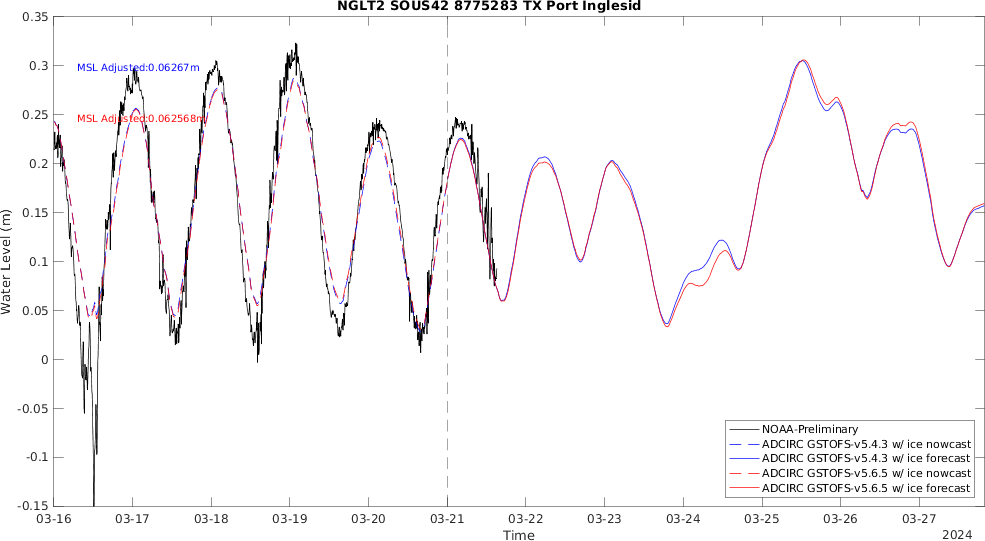 NGLT2 SOUS42 8775283 TX Port Inglesid
0.35
0.3
0.25
0.2
0.15
0.1
0.05
0
-0.05
-0.1
-0.15
Water Level (m)
MSL Adjusted:0.06267m
MSL Adjusted:0.062568m
NOAA-Preliminary
ADCIRC GSTOFS-v5.4.3 w/ ice nowcast
ADCIRC GSTOFS-v5.4.3 w/ ice forecast
ADCIRC GSTOFS-v5.6.5 w/ ice nowcast
ADCIRC GSTOFS-v5.6.5 w/ ice forecast
03-16 03-17 03-18 03-19 03-20 03-21 03-22 03-23 03-24 03-25 03-26 03-27
Time
2024